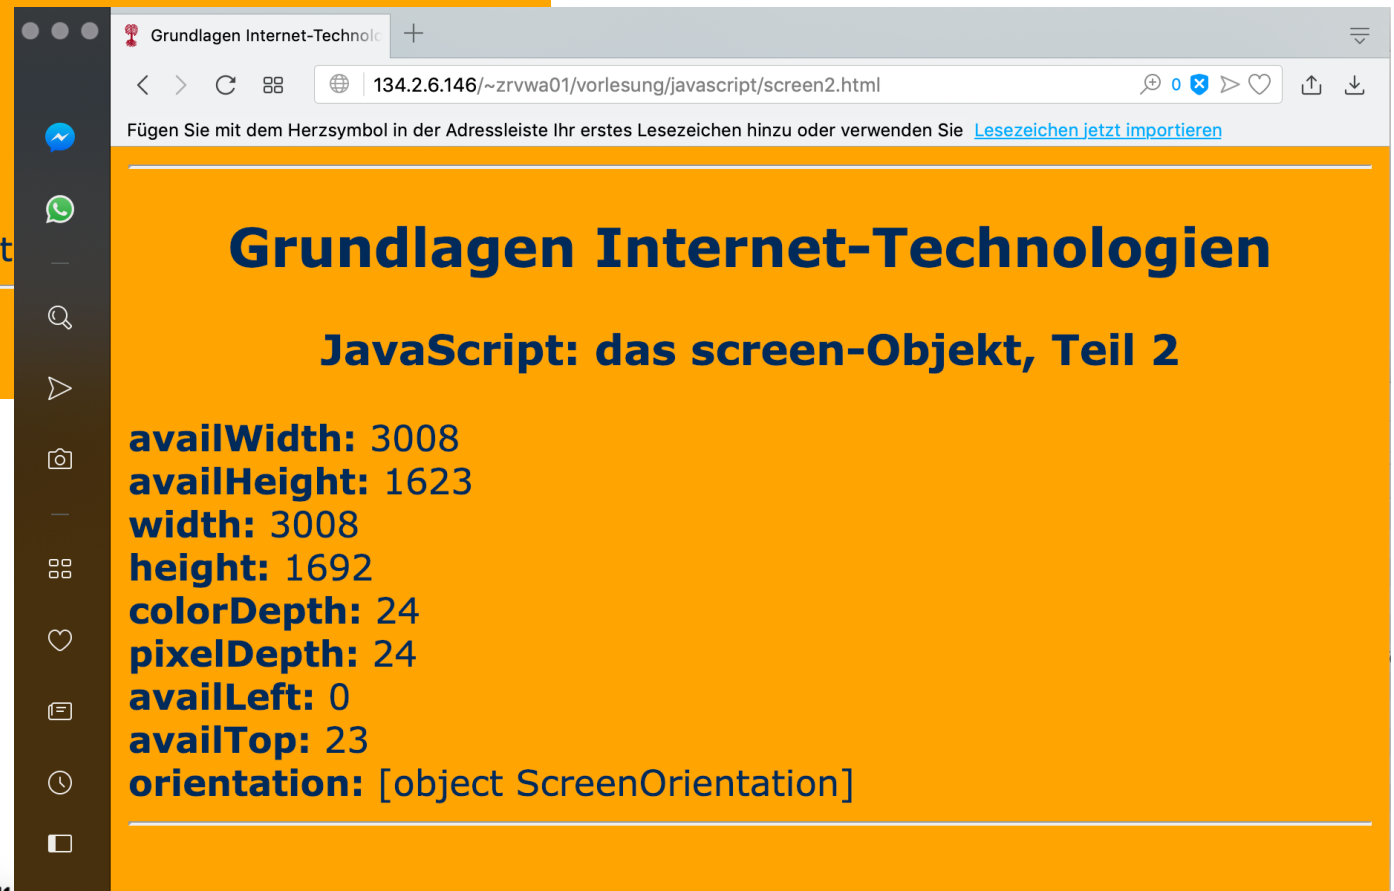 Grundlagen Internet-Technolo
134.2.6.146/~zrvwa01/vorlesung/javascript/screen2.html
0
Fügen Sie mit dem Herzsymbol in der Adressleiste Ihr erstes Lesezeichen hinzu oder verwenden Sie Lesezeichen jetzt importieren
t
Grundlagen Internet-Technologien
JavaScript: das screen-Objekt, Teil 2
availWidth: 3008
availHeight: 1623
width: 3008
height: 1692
colorDepth: 24
pixelDepth: 24
availLeft: 0
availTop: 23
orientation: [object ScreenOrientation]